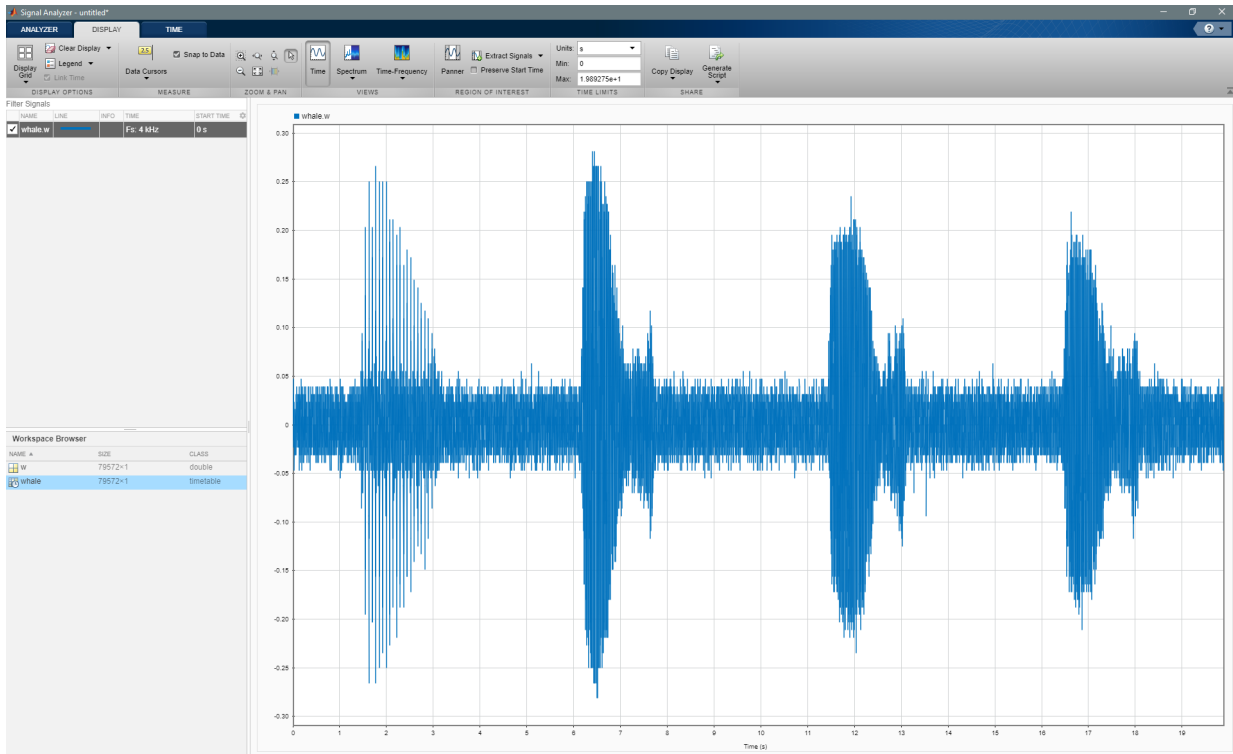 Signal Analyzer - untitled*
ANALYZER DISPLAY TIME
?
Display Grid
Clear Display
Legend
Link Time
2.5
Data Cursors
Snap to Data
Time
Spectrum
Time-Frequency
Panner
Extract Signals
Preserve Start Time
Units: s
Min: 0
Max: 1.989275e+1
Copy Display
Generate Script
DISPLAY OPTIONS MEASURE ZOOM & PAN VIEWS REGION OF INTEREST TIME LIMITS SHARE
Filter Signals
NAME LINE INFO TIME START TIME
whale.w Fs: 4 kHz 0 s
Workspace Browser
NAME SIZE CLASS
w 79572×1 double
whale 79572×1 timetable
whale.w
0.30
0.25
0.20
0.15
0.10
0.05
0
-0.05
-0.10
-0.15
-0.20
-0.25
-0.30
0 1 2 3 4 5 6 7 8 9 10 11 12 13 14 15 16 17 18 19
Time (s)